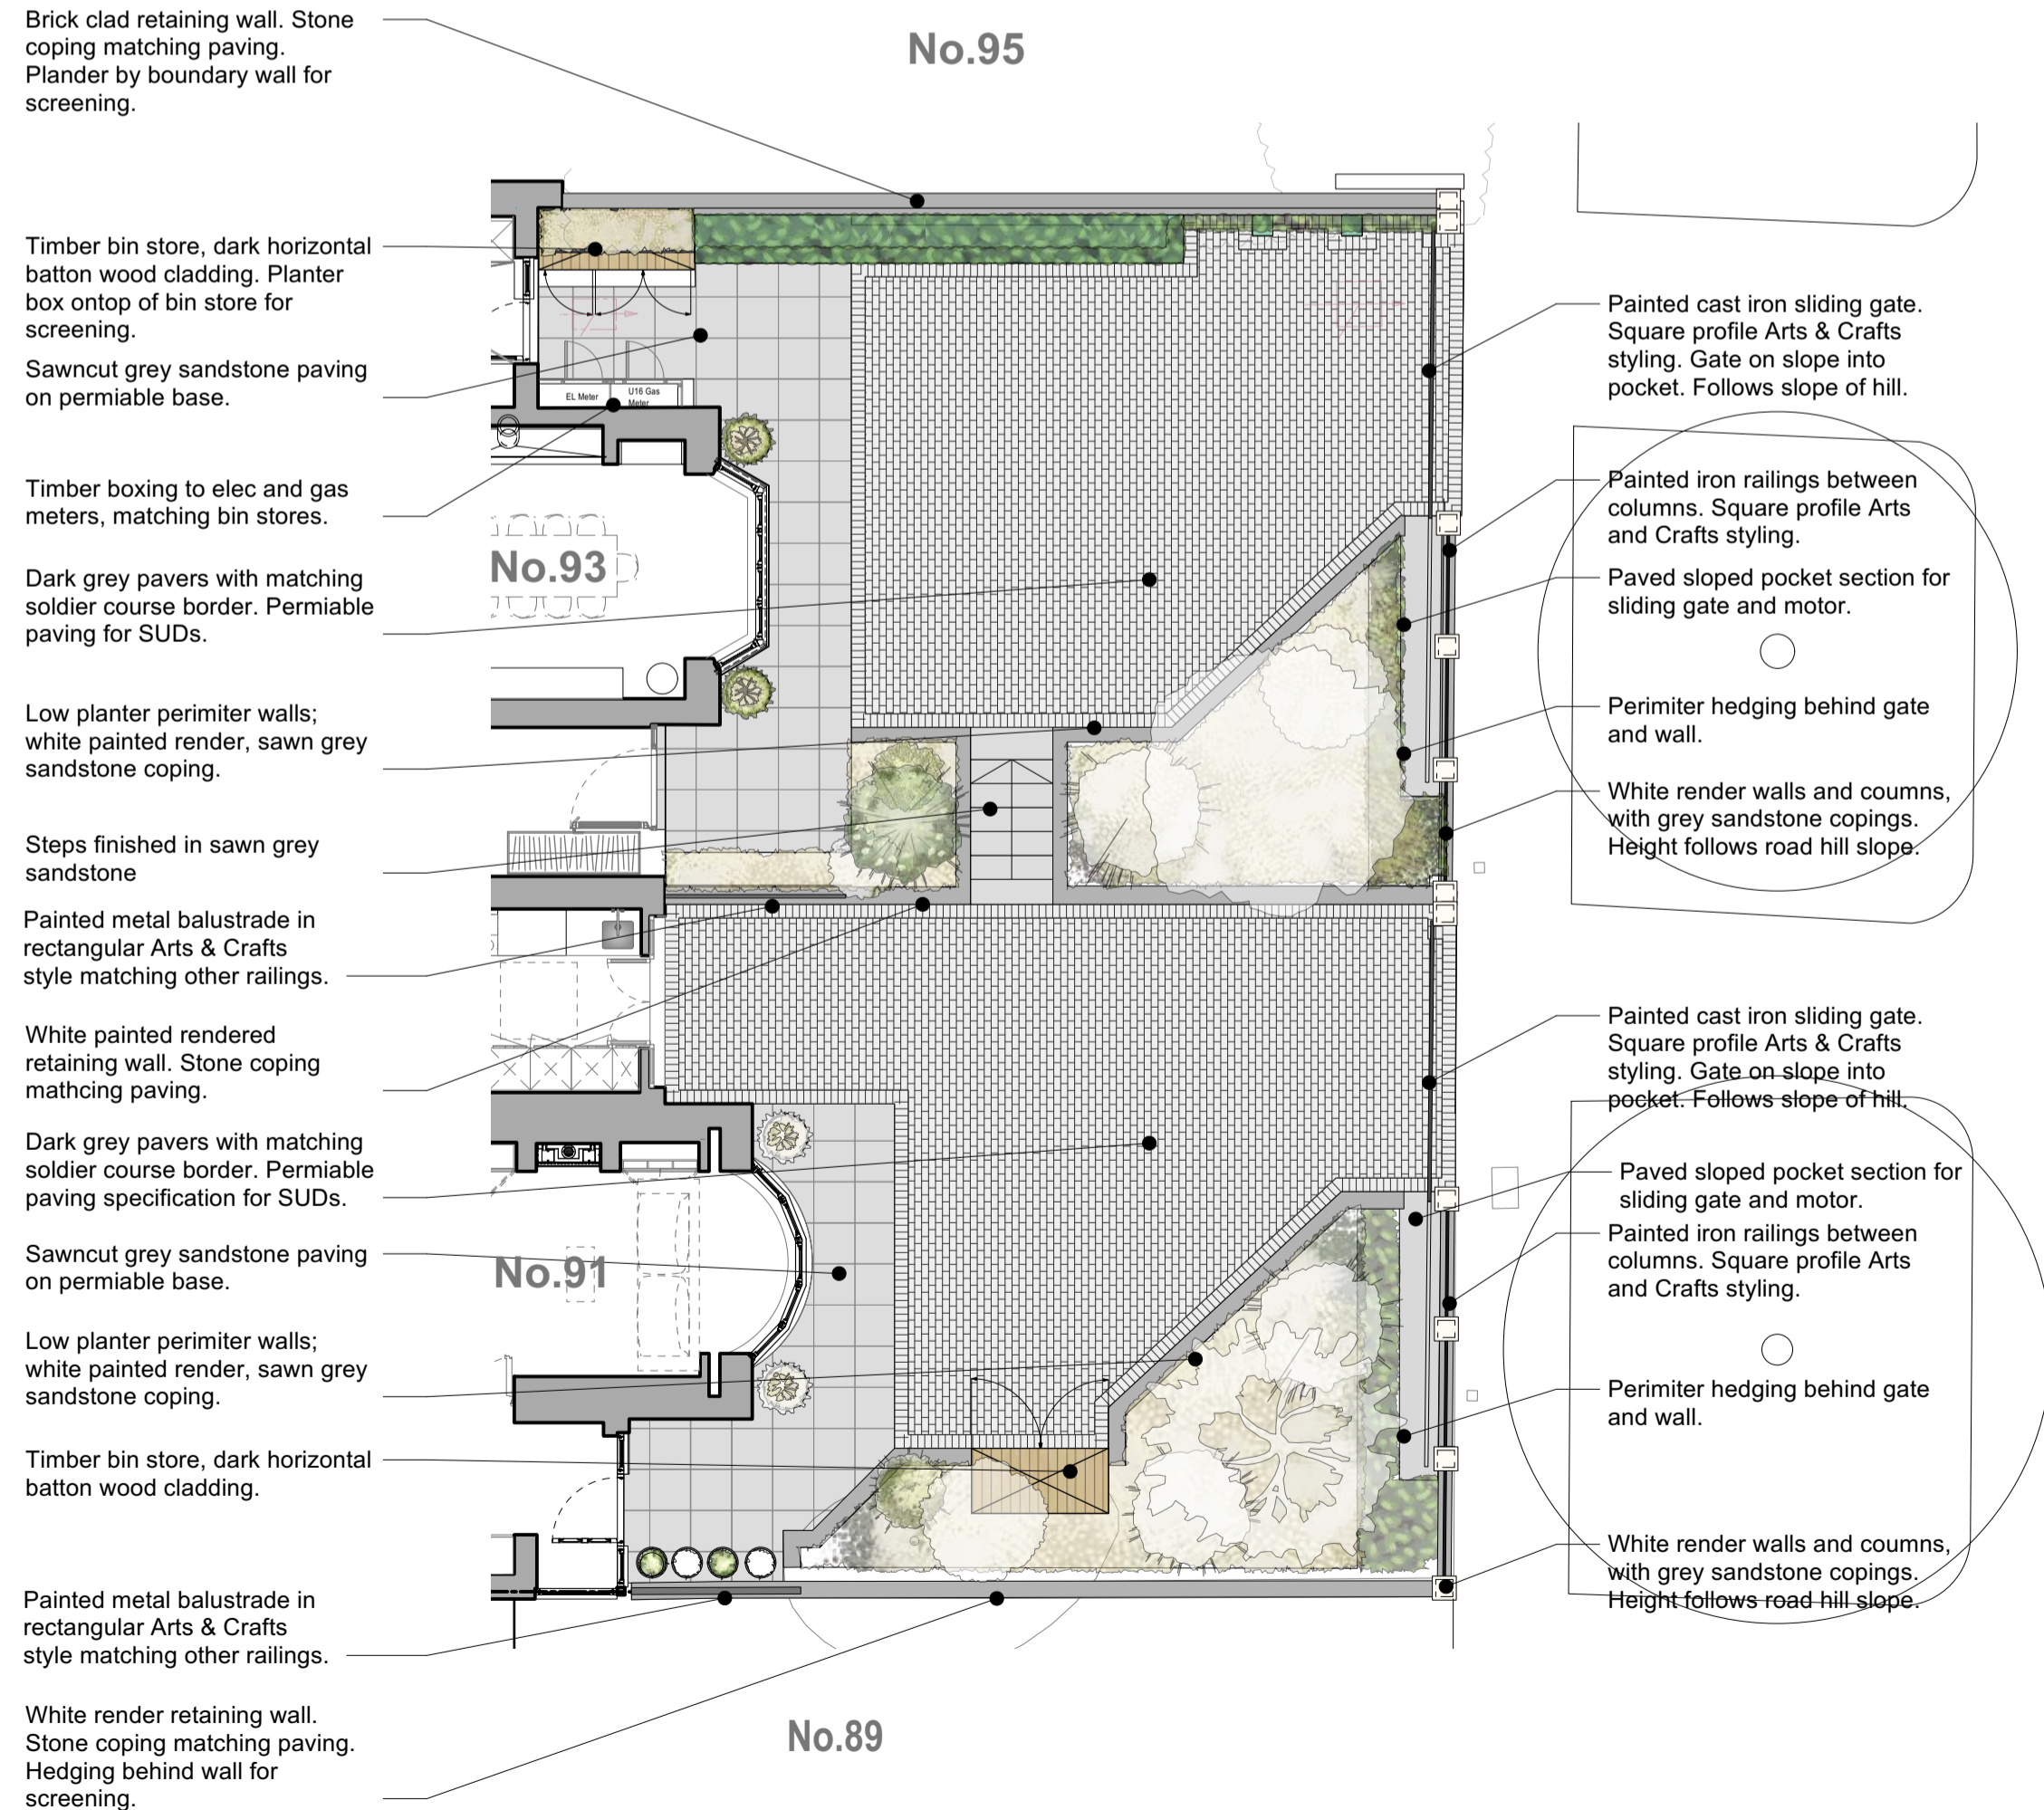 Brick clad retaining wall. Stone
coping matching paving.
Plander by boundary wall for
screening.
No.95
Timber bin store, dark horizontal
batton wood cladding. Planter
box ontop of bin store for
screening.
Sawncut grey sandstone paving
on permiable base.
Timber boxing to elec and gas
meters, matching bin stores.
Dark grey pavers with matching
soldier course border. Permiable
paving for SUDs.
Low planter perimiter walls;
white painted render, sawn grey
sandstone coping.
Steps finished in sawn grey
sandstone
Painted metal balustrade in
rectangular Arts & Crafts
style matching other railings.
White painted rendered
retaining wall. Stone coping
mathcing paving.
Dark grey pavers with matching
soldier course border. Permiable
paving specification for SUDs.
Sawncut grey sandstone paving
on permiable base.
Low planter perimiter walls;
white painted render, sawn grey
sandstone coping.
Timber bin store, dark horizontal
batton wood cladding.
Painted metal balustrade in
rectangular Arts & Crafts
style matching other railings.
White render retaining wall.
Stone coping matching paving.
Hedging behind wall for
screening.
EL Meter
U16 Gas
Meter
No.93
No.91
No.89
Painted cast iron sliding gate.
Square profile Arts & Crafts
styling. Gate on slope into
pocket. Follows slope of hill.
Painted iron railings between
columns. Square profile Arts
and Crafts styling.
Paved sloped pocket section for
sliding gate and motor.
Perimiter hedging behind gate
and wall.
White render walls and coumns,
with grey sandstone copings.
Height follows road hill slope.
Painted cast iron sliding gate.
Square profile Arts & Crafts
styling. Gate on slope into
pocket. Follows slope of hill.
Paved sloped pocket section for
sliding gate and motor.
Painted iron railings between
columns. Square profile Arts
and Crafts styling.
Perimiter hedging behind gate
and wall.
White render walls and coumns,
with grey sandstone copings.
Height follows road hill slope.